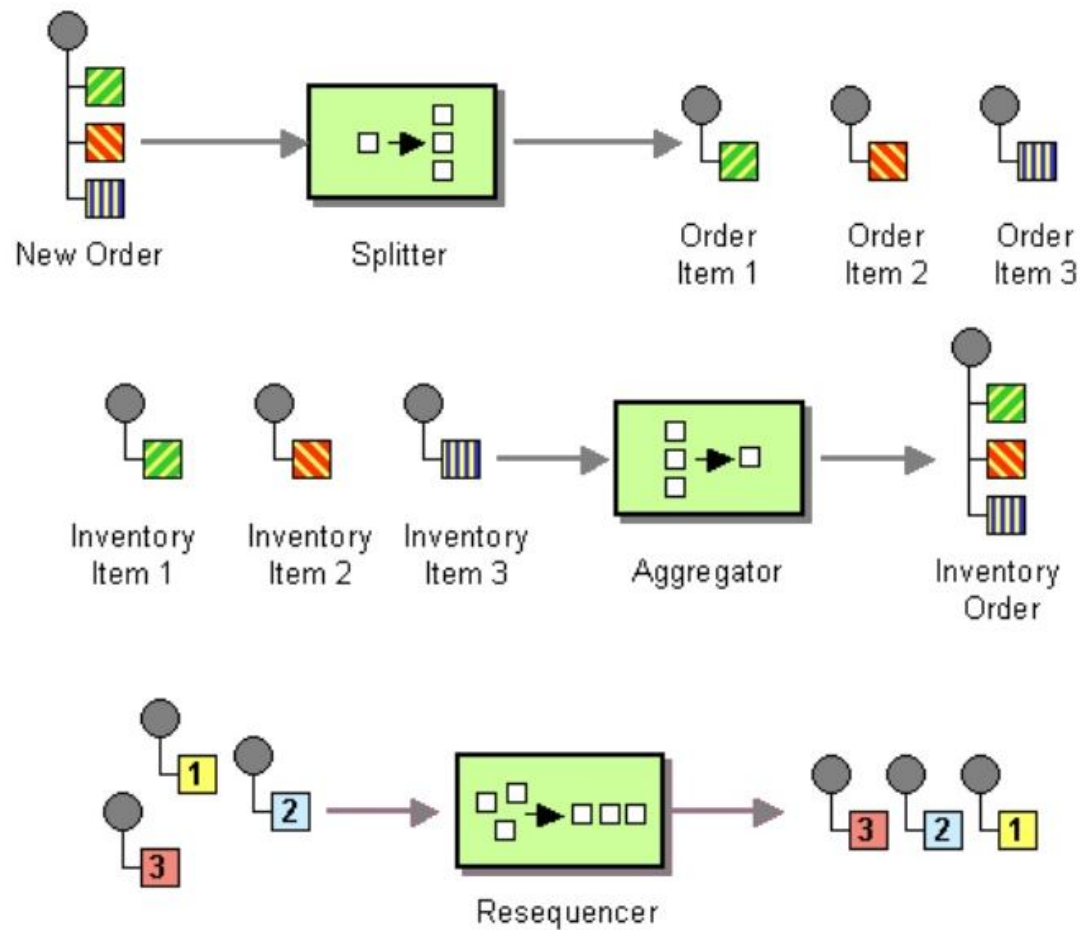 New Order
Splitter
Order
Item 1
Order
Item 2
Order
Item 3
Inventory
Item 1
Inventory
Item 2
Inventory
Item 3
Aggregator
Inventory
Order
1
2
3
Resequencer
3
2
1